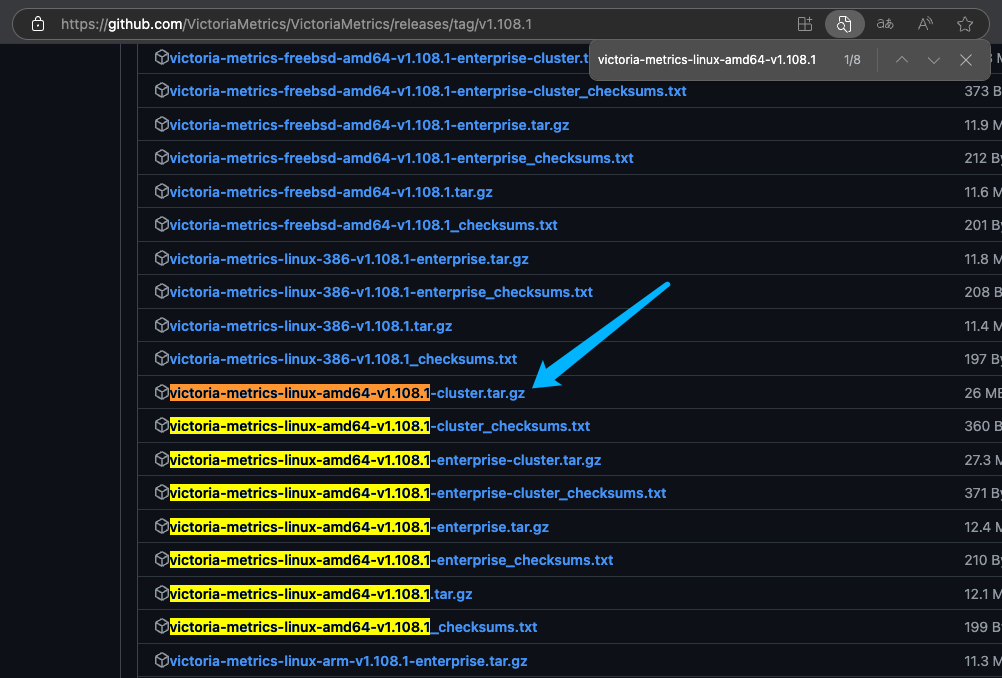 https://github.com/VictoriaMetrics/VictoriaMetrics/releases/tag/v1.108.1
victoria-metrics-linux-amd64-v1.108.1 1/8
victoria-metrics-freebsd-amd64-v1.108.1-enterprise-cluster.t
victoria-metrics-freebsd-amd64-v1.108.1-enterprise-cluster_checksums.txt 373 B
victoria-metrics-freebsd-amd64-v1.108.1-enterprise.tar.gz 11.9 M
victoria-metrics-freebsd-amd64-v1.108.1-enterprise_checksums.txt 212 By
victoria-metrics-freebsd-amd64-v1.108.1.tar.gz 11.6 M
victoria-metrics-freebsd-amd64-v1.108.1_checksums.txt 201 By
victoria-metrics-linux-386-v1.108.1-enterprise.tar.gz 11.8 M
victoria-metrics-linux-386-v1.108.1-enterprise_checksums.txt 208 B
victoria-metrics-linux-386-v1.108.1.tar.gz 11.4 M
victoria-metrics-linux-386-v1.108.1_checksums.txt 197 By
victoria-metrics-linux-amd64-v1.108.1-cluster.tar.gz 26 MB
victoria-metrics-linux-amd64-v1.108.1-cluster_checksums.txt 360 B
victoria-metrics-linux-amd64-v1.108.1-enterprise-cluster.tar.gz 27.3 M
victoria-metrics-linux-amd64-v1.108.1-enterprise-cluster_checksums.txt 371 By
victoria-metrics-linux-amd64-v1.108.1-enterprise.tar.gz 12.4 M
victoria-metrics-linux-amd64-v1.108.1-enterprise_checksums.txt 210 By
victoria-metrics-linux-amd64-v1.108.1.tar.gz 12.1 M
victoria-metrics-linux-amd64-v1.108.1_checksums.txt 199 B
victoria-metrics-linux-arm-v1.108.1-enterprise.tar.gz 11.3 M